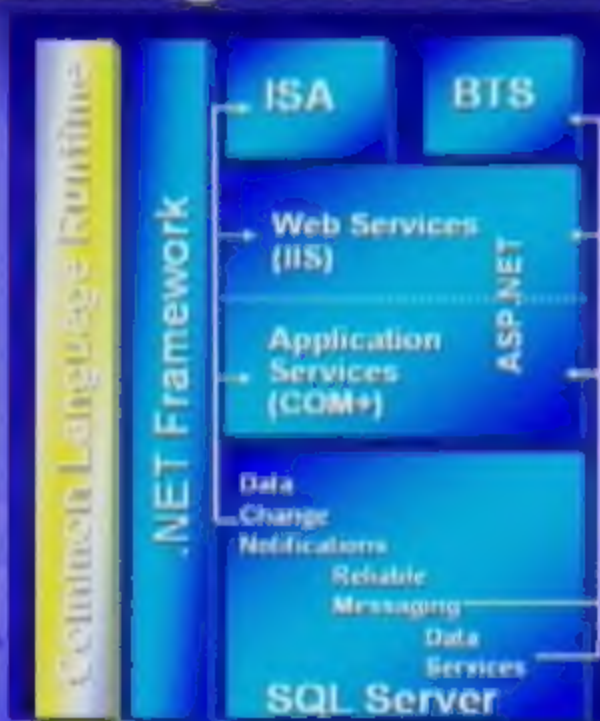 Common Language Runtime
.NET Framework
ISA
BTS
Web Services
(IIS)
ASP.NET
Application
Services
(COM+)
Data
Change
Notifications
Reliable
Messaging
Data
Services
SQL Server